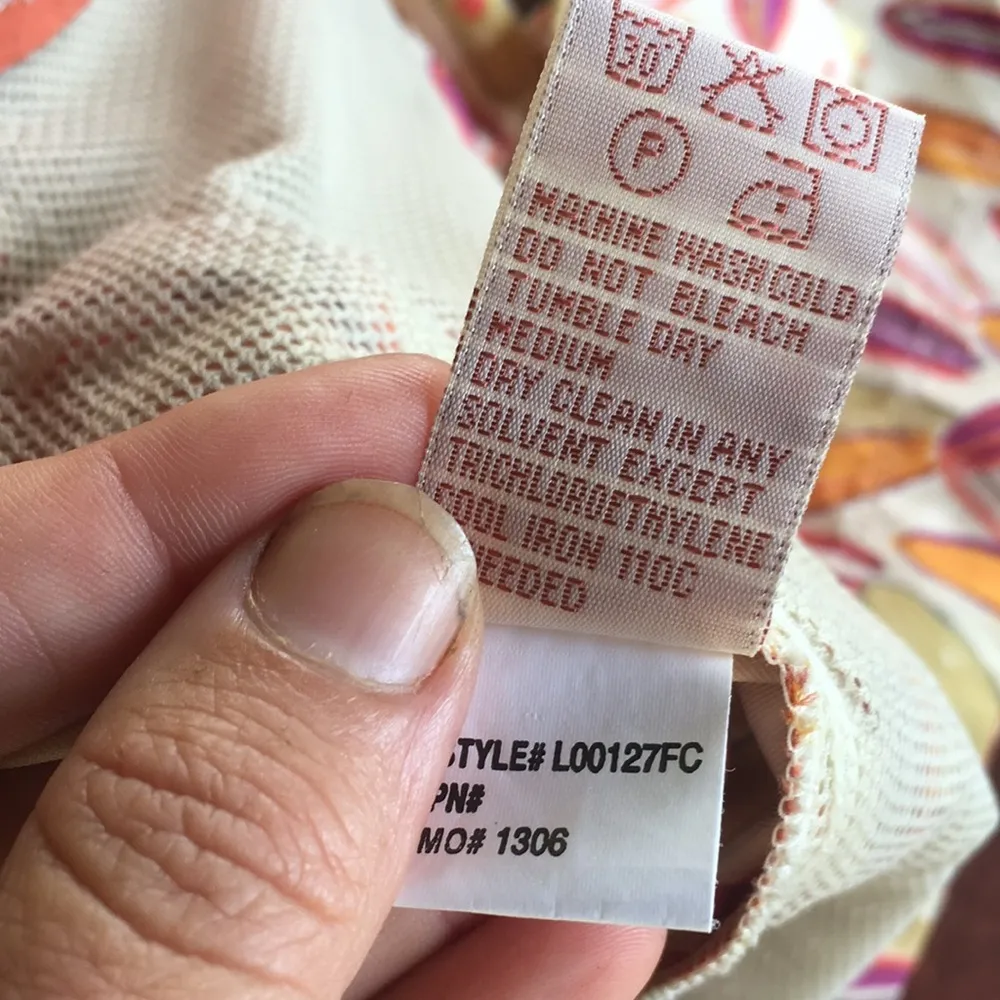 30
P
MACHINE WASH COLD
DO NOT BLEACH
TUMBLE DRY
MEDIUM
DRY CLEAN IN ANY
SOLVENT EXCEPT
TRICHLOROETHYLENE
COOL IRON 110C
NEEDED
STYLE# L00127FC
PN#
MO# 1306